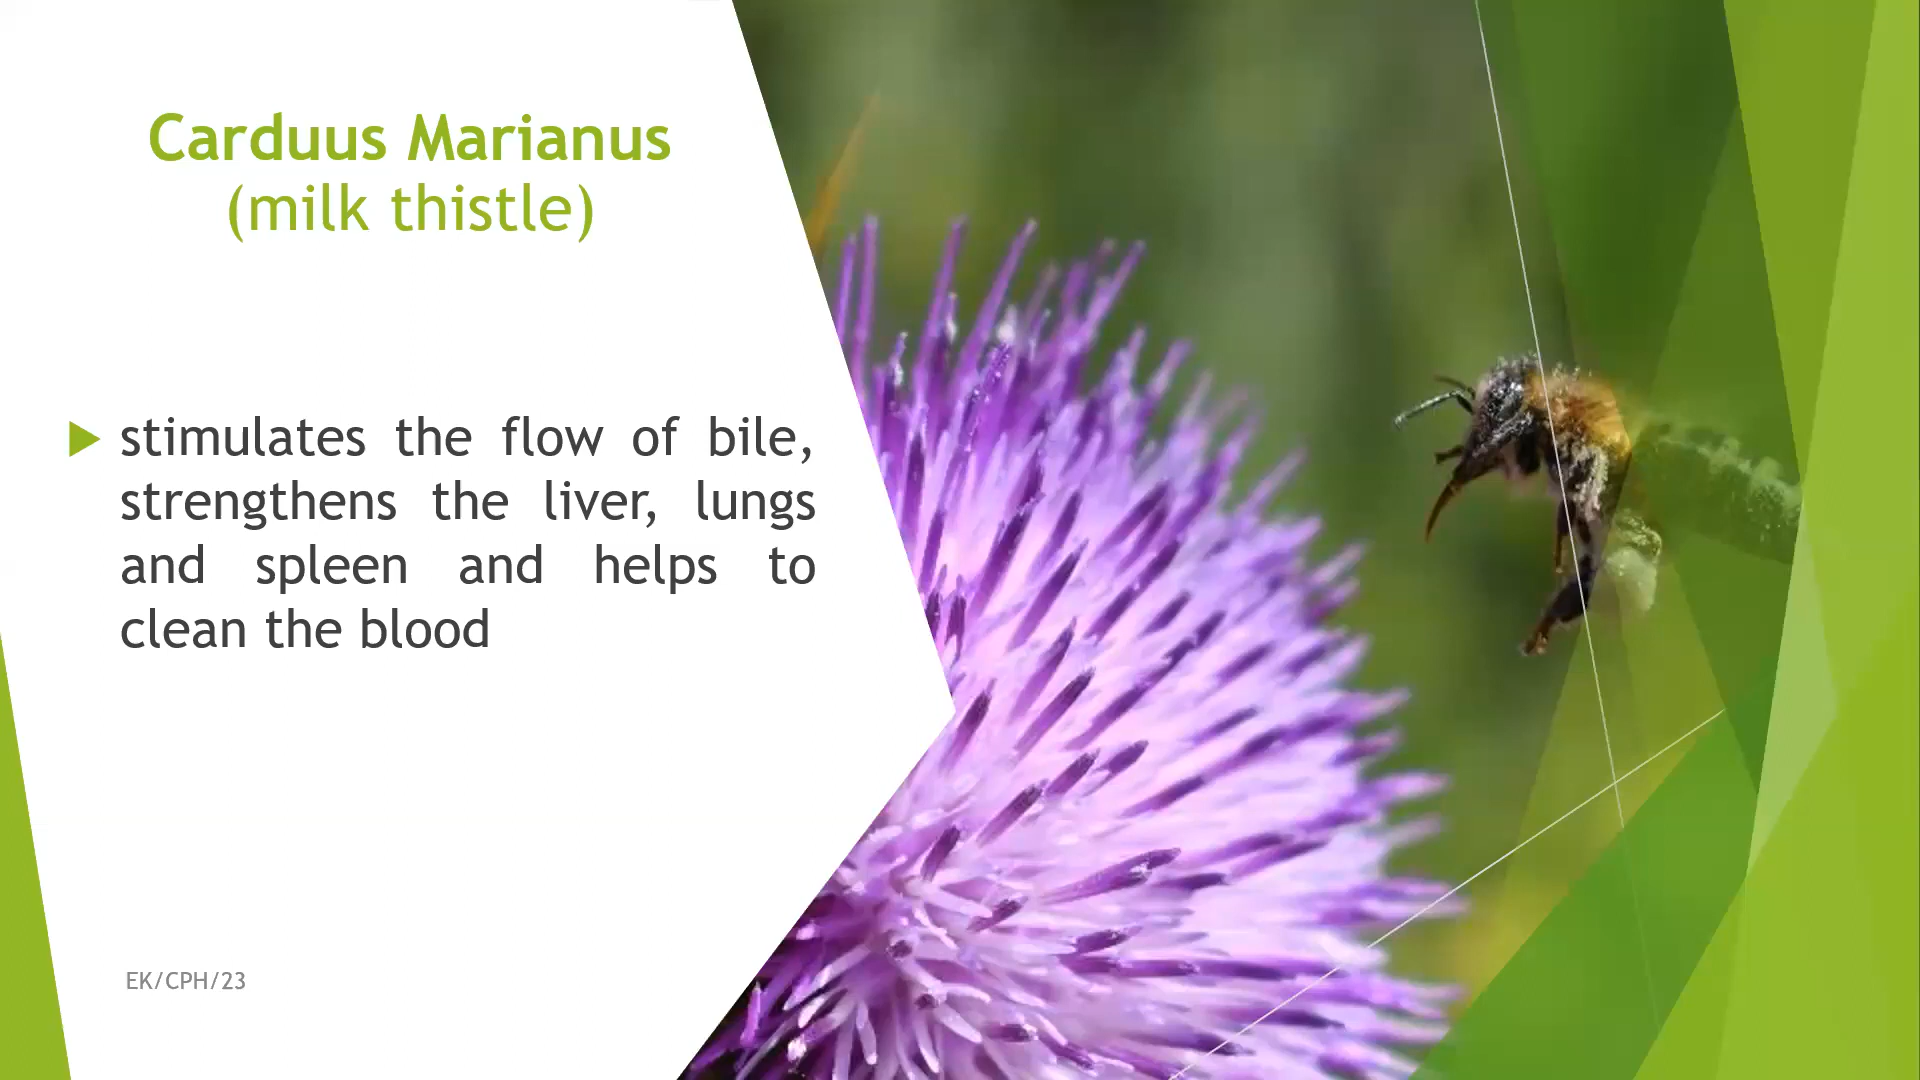 Carduus Marianus
(milk thistle)
stimulates the flow of bile,
strengthens the liver, lungs
and spleen and helps to
clean the blood
EK/CPH/23